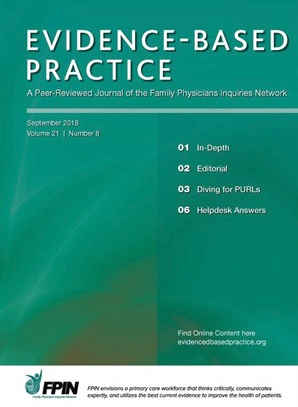 EVIDENCE-BASED
PRACTICE
A Peer-Reviewed Journal of the Family Physicians Inquiries Network
September 2018
Volume 21 | Number 8
01 In-Depth
02 Editorial
03 Diving for PURLs
06 Helpdesk Answers
Find Online Content here
evidencedbasedpractice.org
FPIN
Family Physicians Inquiries Network
FPIN envisions a primary care workforce that thinks critically, communicates
expertly, and utilizes the best current evidence to improve the health of patients.